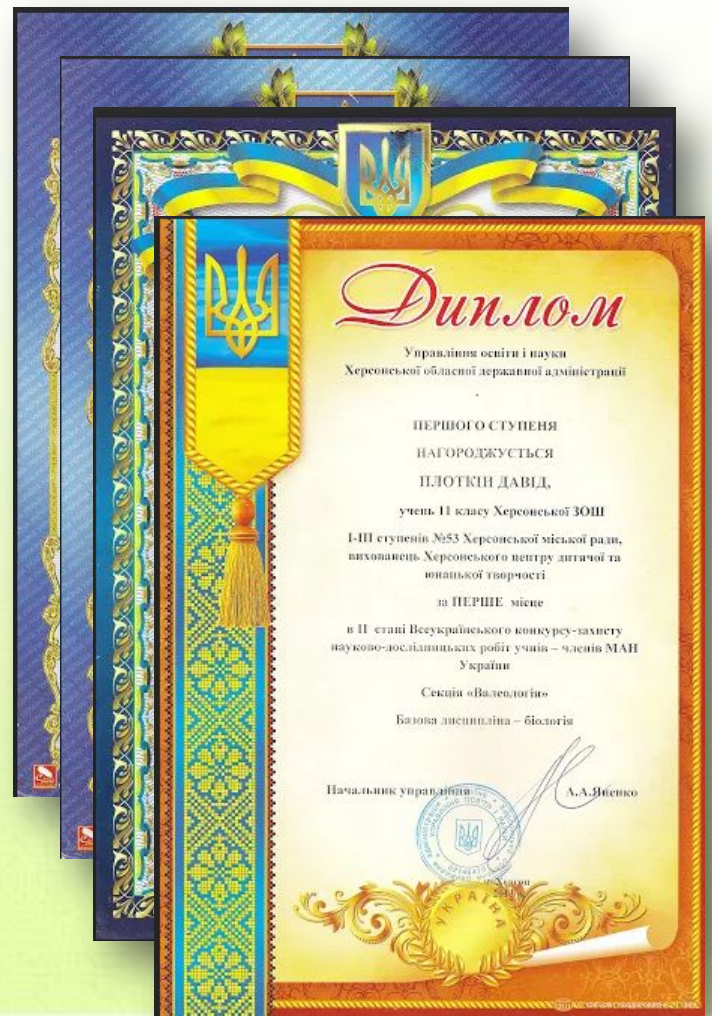 Диплом
Управління освіти і науки
Херсонської обласної державної адміністрації
ПЕРШОГО СТУПЕНЯ
НАГОРОДЖУЄТЬСЯ
ПЛОТКІН ДАВІД,
учень 11 класу Херсонської ЗОШ
І-ІІІ ступенів №53 Херсонської міської ради,
вихованець Херсонського центру дитячої та
юнацької творчості
за ПЕРШЕ місце
в ІІ етапі Всеукраїнського конкурсу-захисту
науково-дослідницьких робіт учнів – членів МАН
України
Секція «Валеологія»
Базова дисципліна – біологія
Начальник управління А.А.Яценко
УКРАЇНА